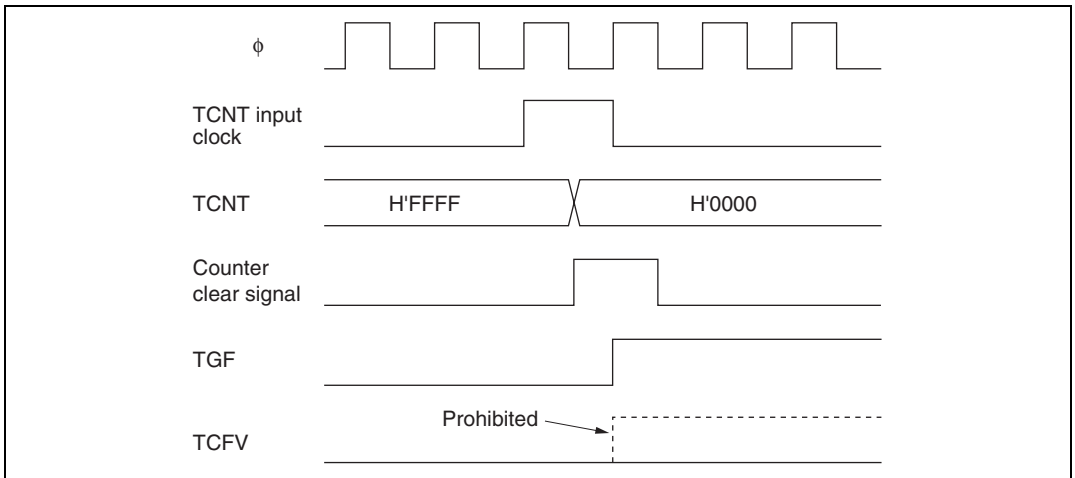 ϕ
TCNT input
clock
TCNT
H'FFFF
H'0000
Counter
clear signal
TGF
Prohibited
TCFV